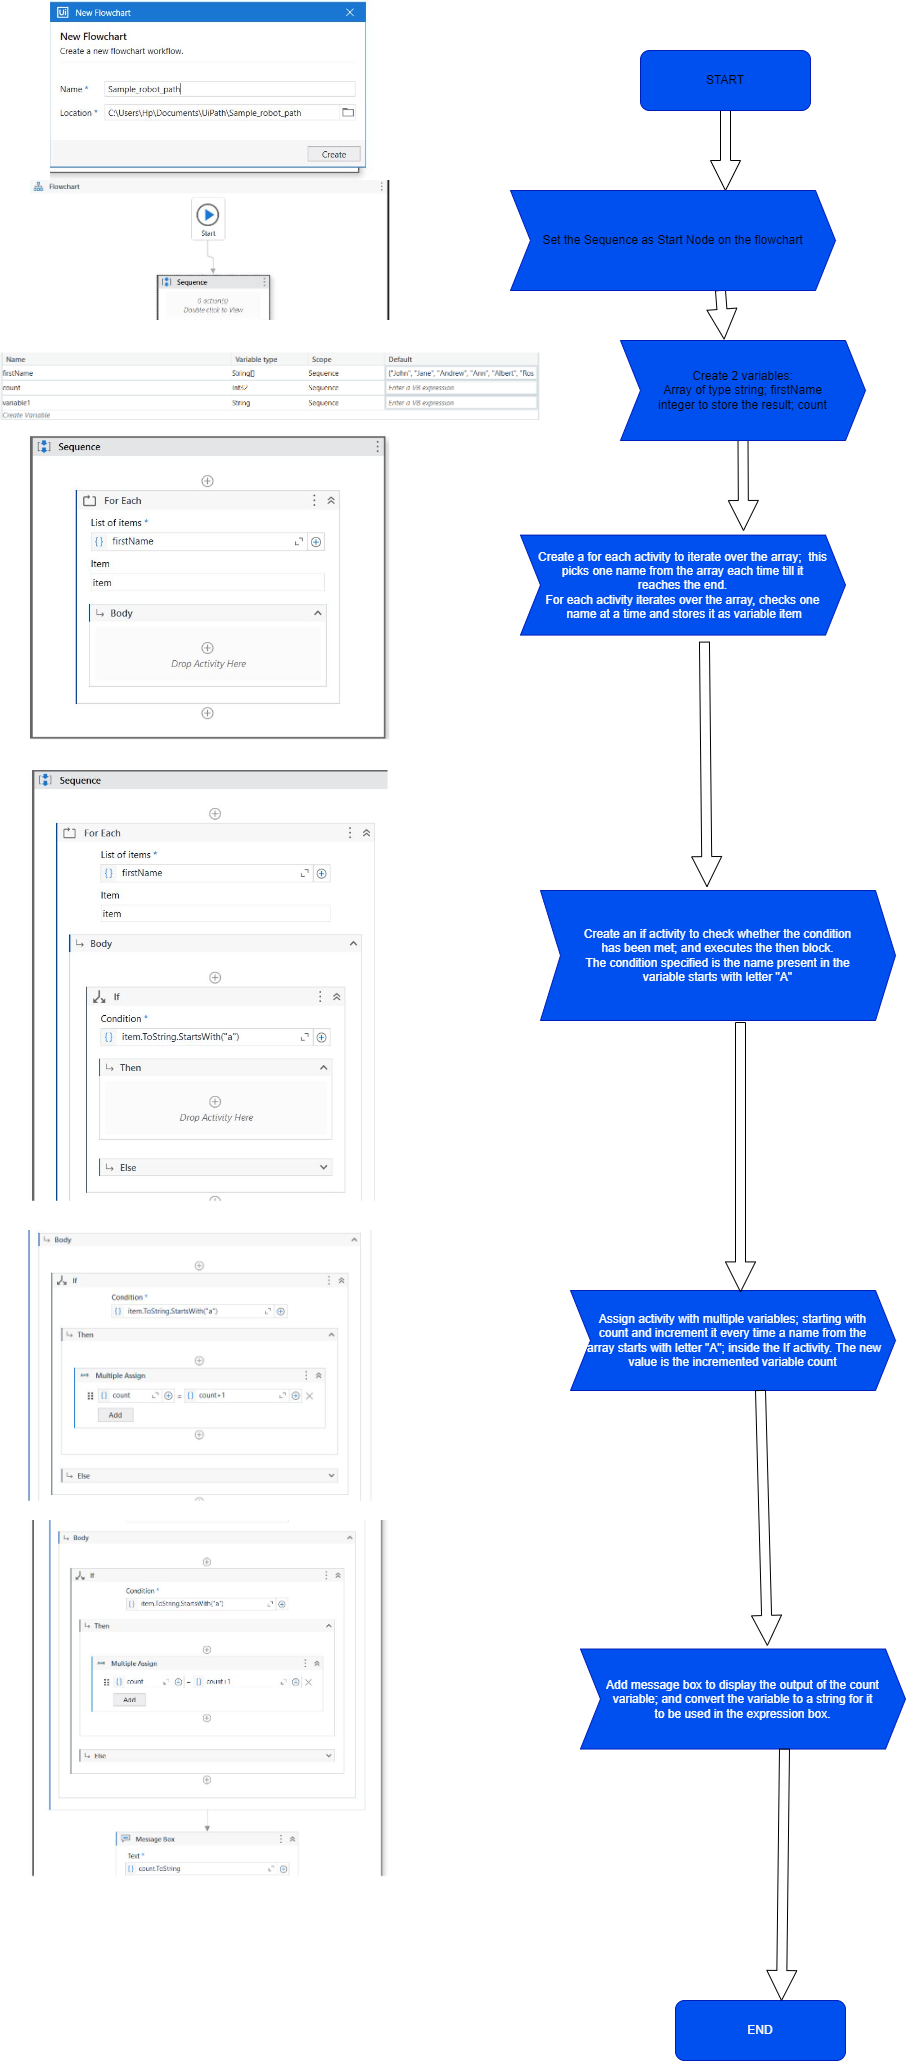 New Flowchart
New Flowchart
Create a new flowchart workflow.
Name * Sample_robot_path
Location * C:\Users\Hp\Documents\UiPath\Sample_robot_path
Create
START
Flowchart
Start
Sequence
Double click to View
Set the Sequence as Start Node on the flowchart
Name Variable type Scope Default
firstName String[] Sequence {"John", "Jane", "Andrew", "Ann", "Albert", "Ros
count Int32 Sequence Enter a VB expression
variable1 String Sequence Enter a VB expression
Create Variable
Create 2 variables:
Array of type string; firstName
integer to store the result; count
Sequence
For Each
List of items *
firstName
Item
item
Body
Drop Activity Here
Create a for each activity to iterate over the array; this
picks one name from the array each time till it
reaches the end.
For each activity iterates over the array, checks one
name at a time and stores it as variable item
Sequence
For Each
List of items *
firstName
Item
item
Body
If
Condition *
item.ToString.StartsWith("a")
Then
Drop Activity Here
Else
Create an if activity to check whether the condition
has been met; and executes the then block.
The condition specified is the name present in the
variable starts with letter "A"
Body
If
Condition *
item.ToString.StartsWith("a")
Then
Multiple Assign
count = count+1
Add
Else
Assign activity with multiple variables; starting with
count and increment it every time a name from the
array starts with letter "A"; inside the If activity. The new
value is the incremented variable count
Body
If
Condition *
item.ToString.StartsWith("a")
Then
Multiple Assign
count = count+1
Add
Else
Message Box
Text *
count.ToString
Add message box to display the output of the count
variable; and convert the variable to a string for it
to be used in the expression box.
END